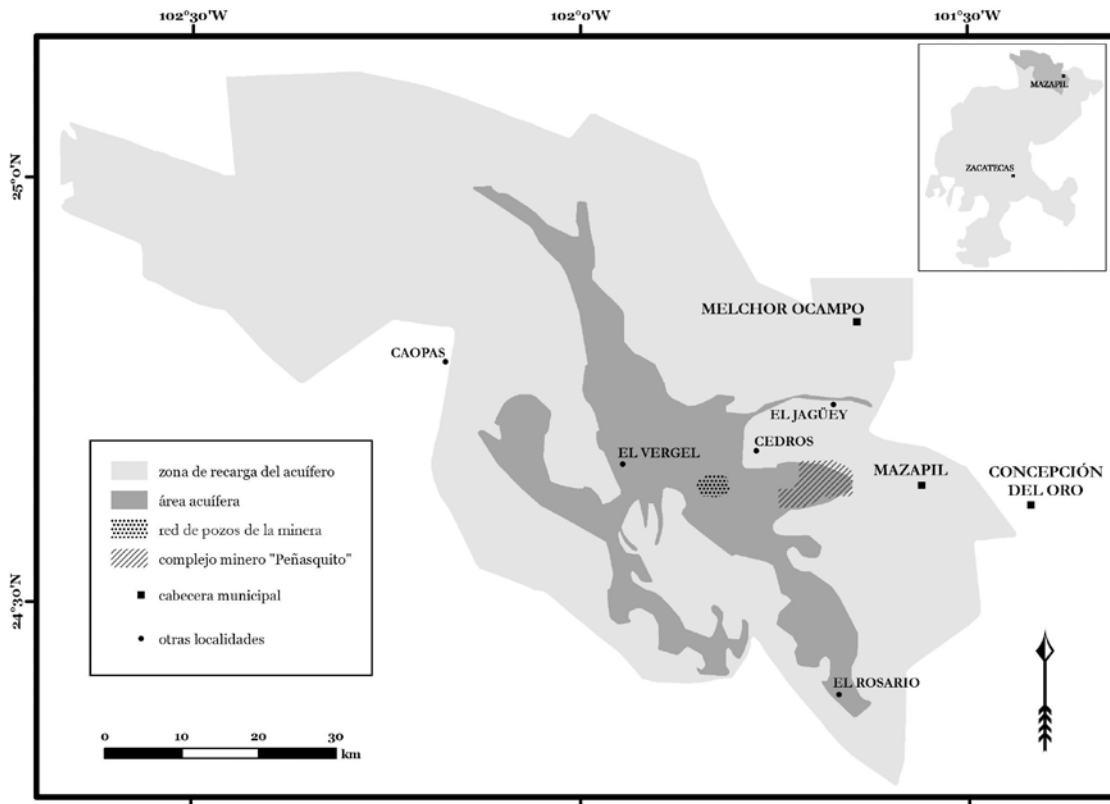 102°30'W
102°0'W
101°30'W
25°0'N
24°30'N
MAZAPIL
ZACATECAS
MELCHOR OCAMPO
CAOPAS
EL JAGÜEY
CEDROS
EL VERGEL
MAZAPIL
CONCEPCIÓN
DEL ORO
EL ROSARIO
zona de recarga del acuífero
área acuífera
red de pozos de la minera
complejo minero "Peñasquito"
cabecera municipal
otras localidades
0 10 20 30
km